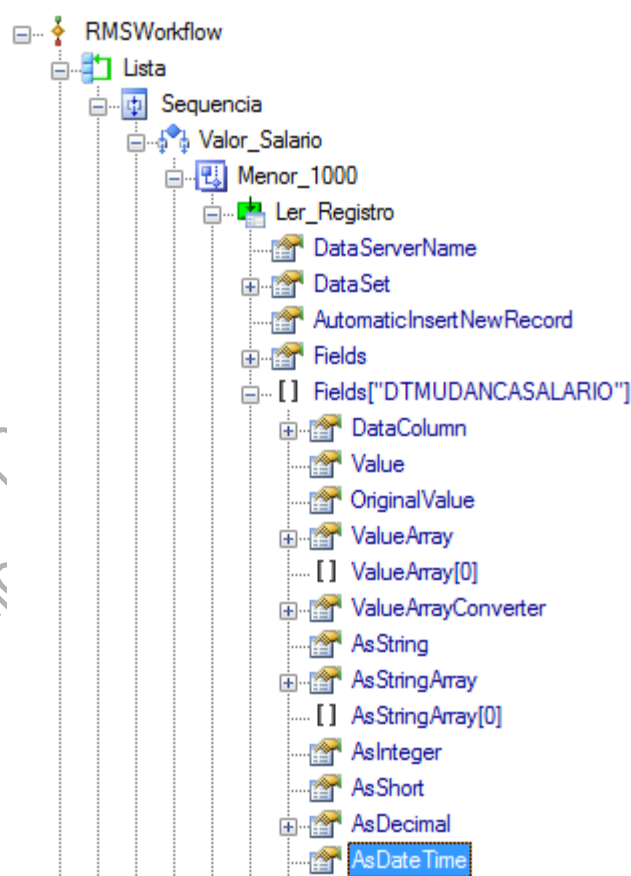 RMSWorkflow
Lista
Sequencia
Valor_Salario
Menor_1000
Ler_Registro
DataServerName
DataSet
AutomaticInsertNewRecord
Fields
[ ] Fields["DTMUDANCASALARIO"]
DataColumn
Value
OriginalValue
ValueArray
[ ] ValueArray[0]
ValueArrayConverter
AsString
AsStringArray
[ ] AsStringArray[0]
AsInteger
AsShort
AsDecimal
AsDateTime